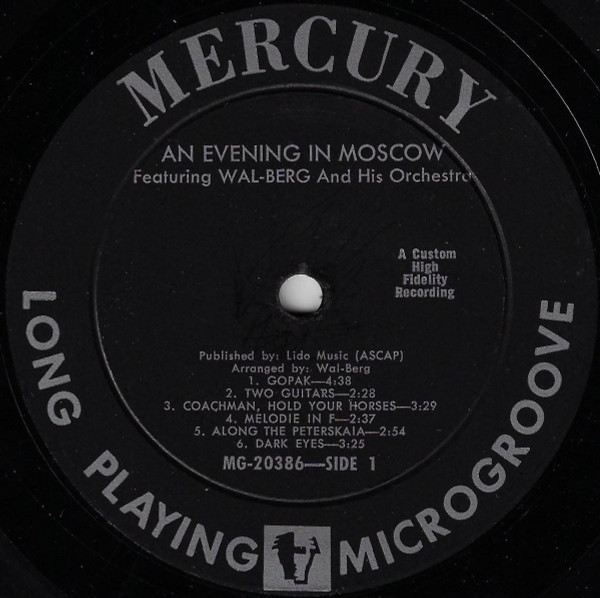 MERCURY
AN EVENING IN MOSCOW
Featuring WAL-BERG And His Orchestra
A Custom
High
Fidelity
Recording
Published by: Lido Music (ASCAP)
Arranged by: Wal-Berg
1. GOPAK—4:38
2. TWO GUITARS—2:28
3. COACHMAN, HOLD YOUR HORSES—3:29
4. MELODIE IN F—2:37
5. ALONG THE PETERSKAIA—2:54
6. DARK EYES—3:25
MG-20386—SIDE 1
LONG PLAYING MICROGROOVE